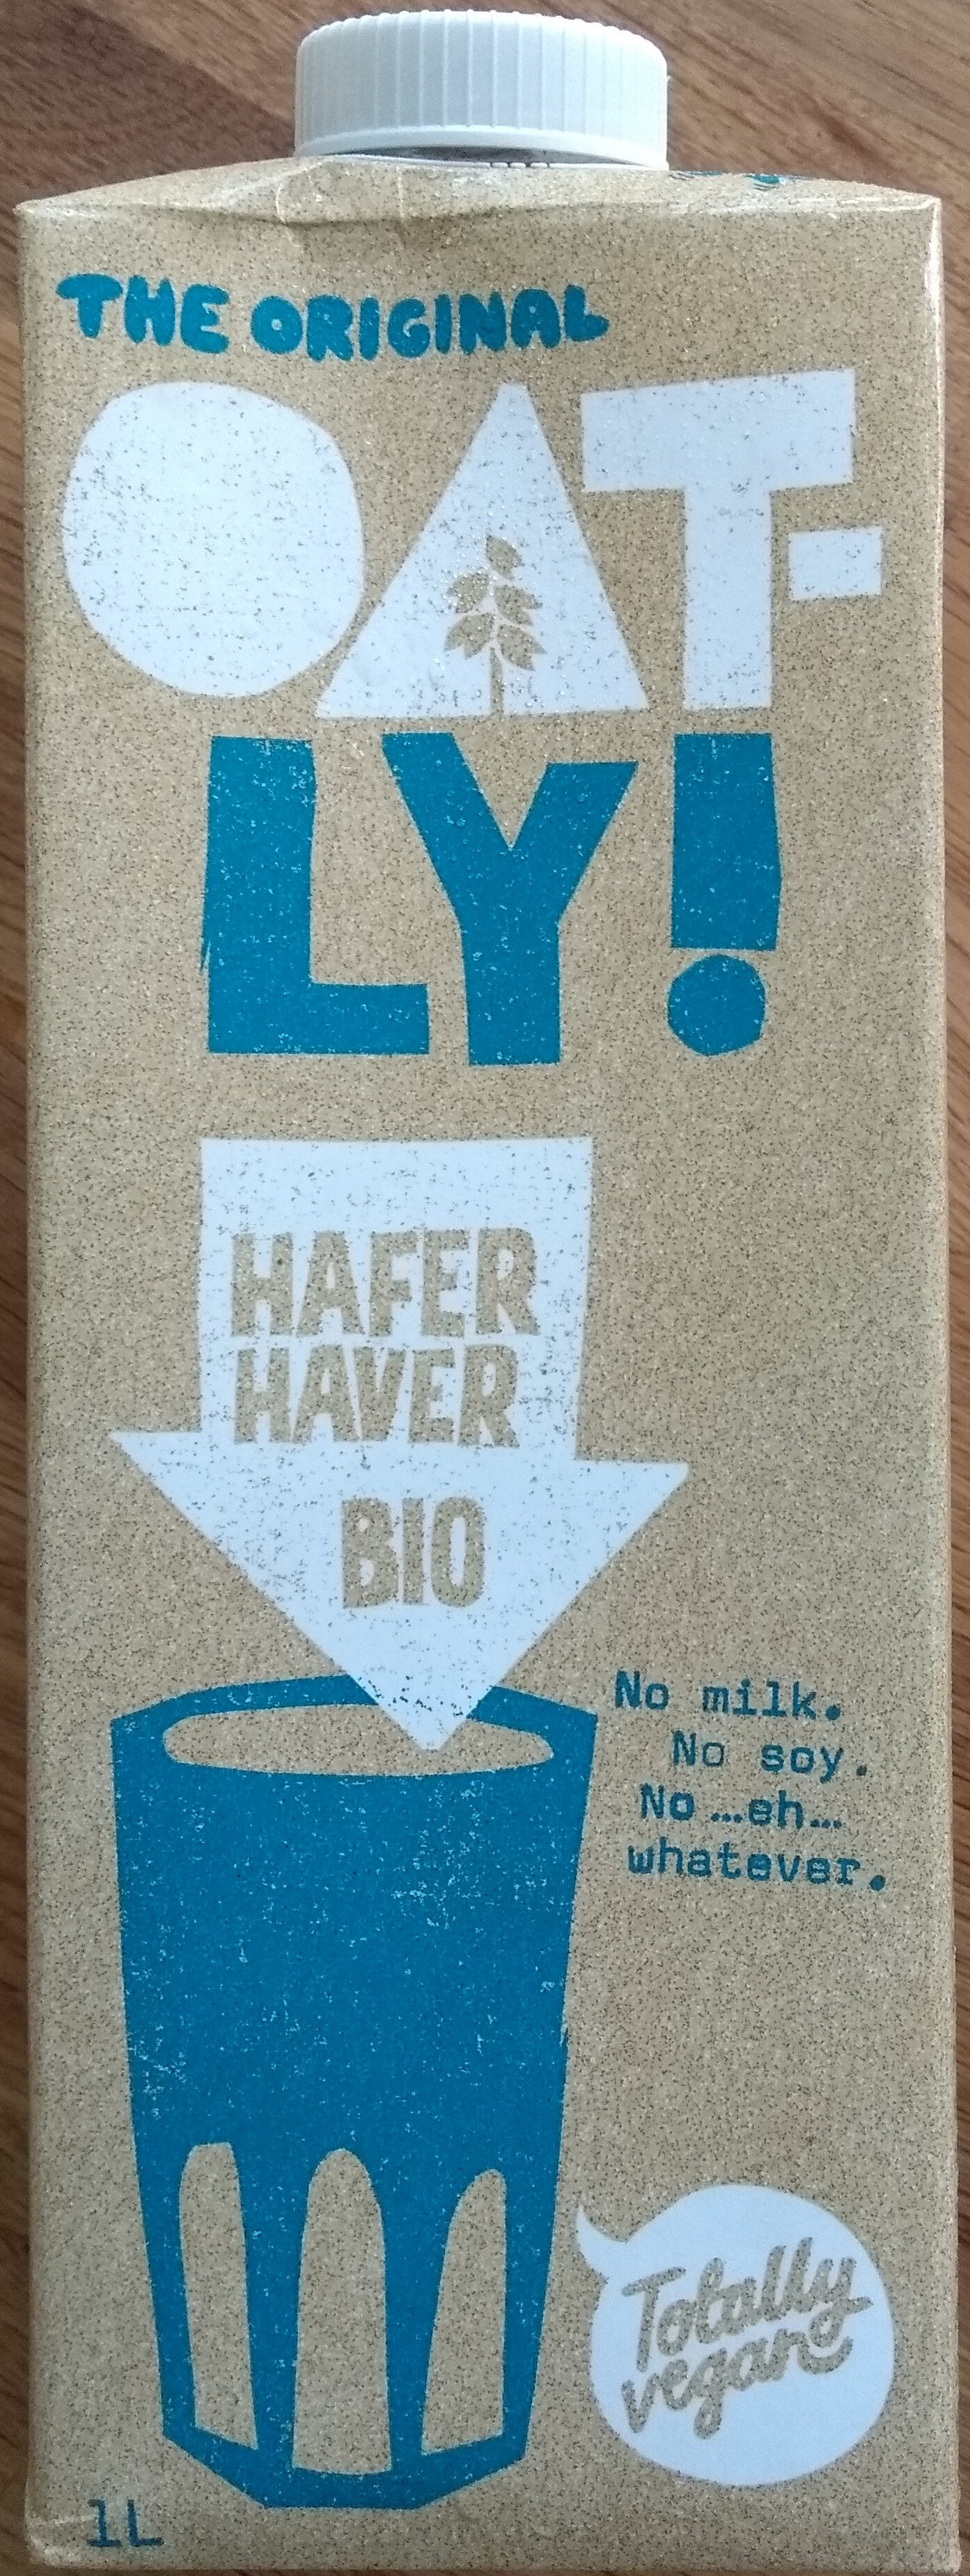 THE ORIGINAL
OAT-
LY!
HAFER
HAVER
BIO
No milk.
No soy.
No...eh...
whatever.
Totally
vegan
1L